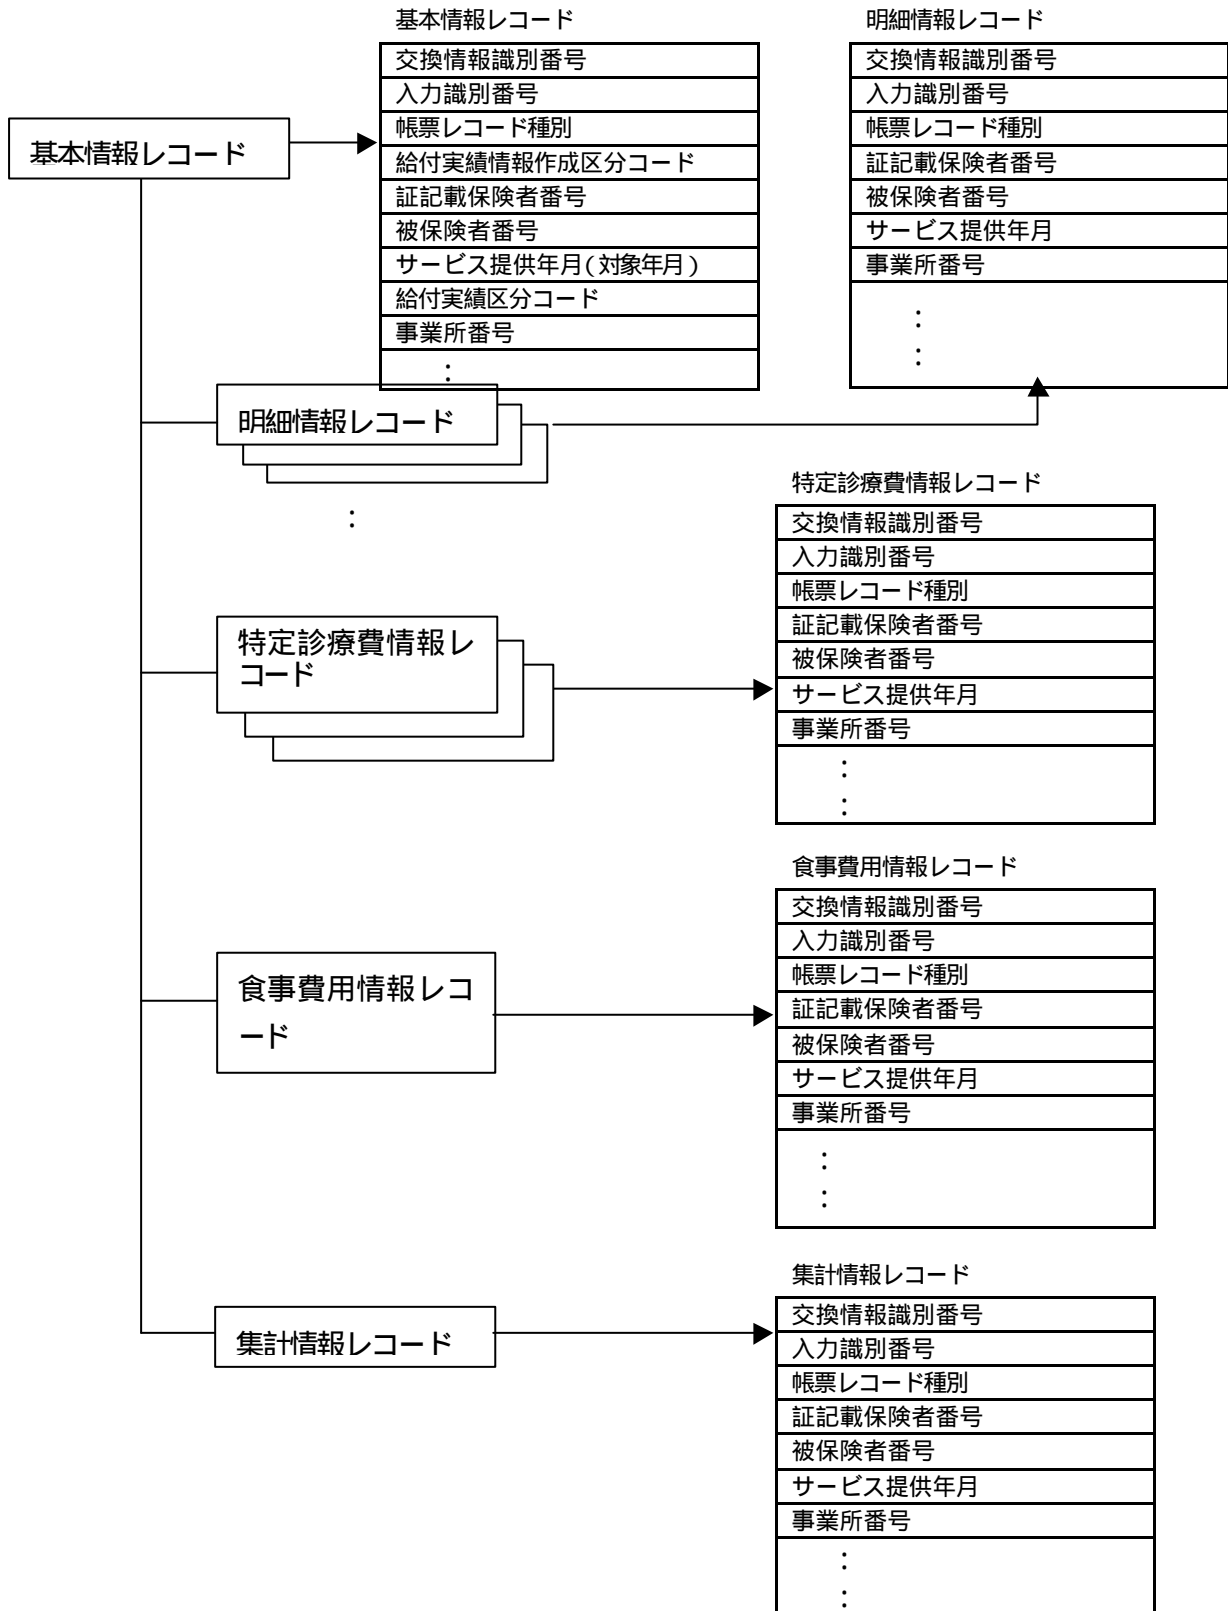 基本情報レコード
交換情報識別番号
入力識別番号
帳票レコード種別
給付実績情報作成区分コード
証記載保険者番号
被保険者番号
サービス提供年月(対象年月)
給付実績区分コード
事業所番号
：
明細情報レコード
交換情報識別番号
入力識別番号
帳票レコード種別
証記載保険者番号
被保険者番号
サービス提供年月
事業所番号
：
：
基本情報レコード
明細情報レコード
：
特定診療費情報レコード
交換情報識別番号
入力識別番号
帳票レコード種別
証記載保険者番号
被保険者番号
サービス提供年月
事業所番号
：
：
特定診療費情報レ
コード
食事費用情報レコード
交換情報識別番号
入力識別番号
帳票レコード種別
証記載保険者番号
被保険者番号
サービス提供年月
事業所番号
：
：
食事費用情報レコ
ード
集計情報レコード
交換情報識別番号
入力識別番号
帳票レコード種別
証記載保険者番号
被保険者番号
サービス提供年月
事業所番号
：
：
集計情報レコード